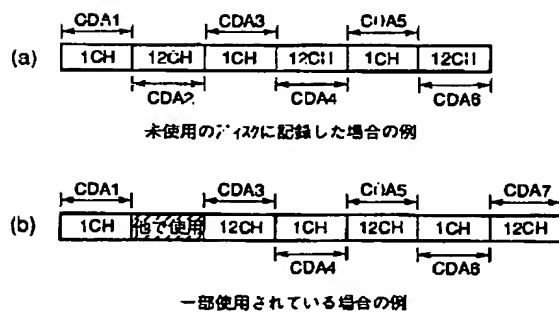 CDA1 CDA3 CDA5
(a) 1CH 12CH 1CH 12CH 1CH 12CH
CDA2 CDA4 CDA6
未使用のディスクに記録した場合の例
CDA1 CDA3 CDA5 CDA7
(b) 1CH 他で使用 12CH 1CH 12CH 1CH 12CH
CDA4 CDA6
一部使用されている場合の例